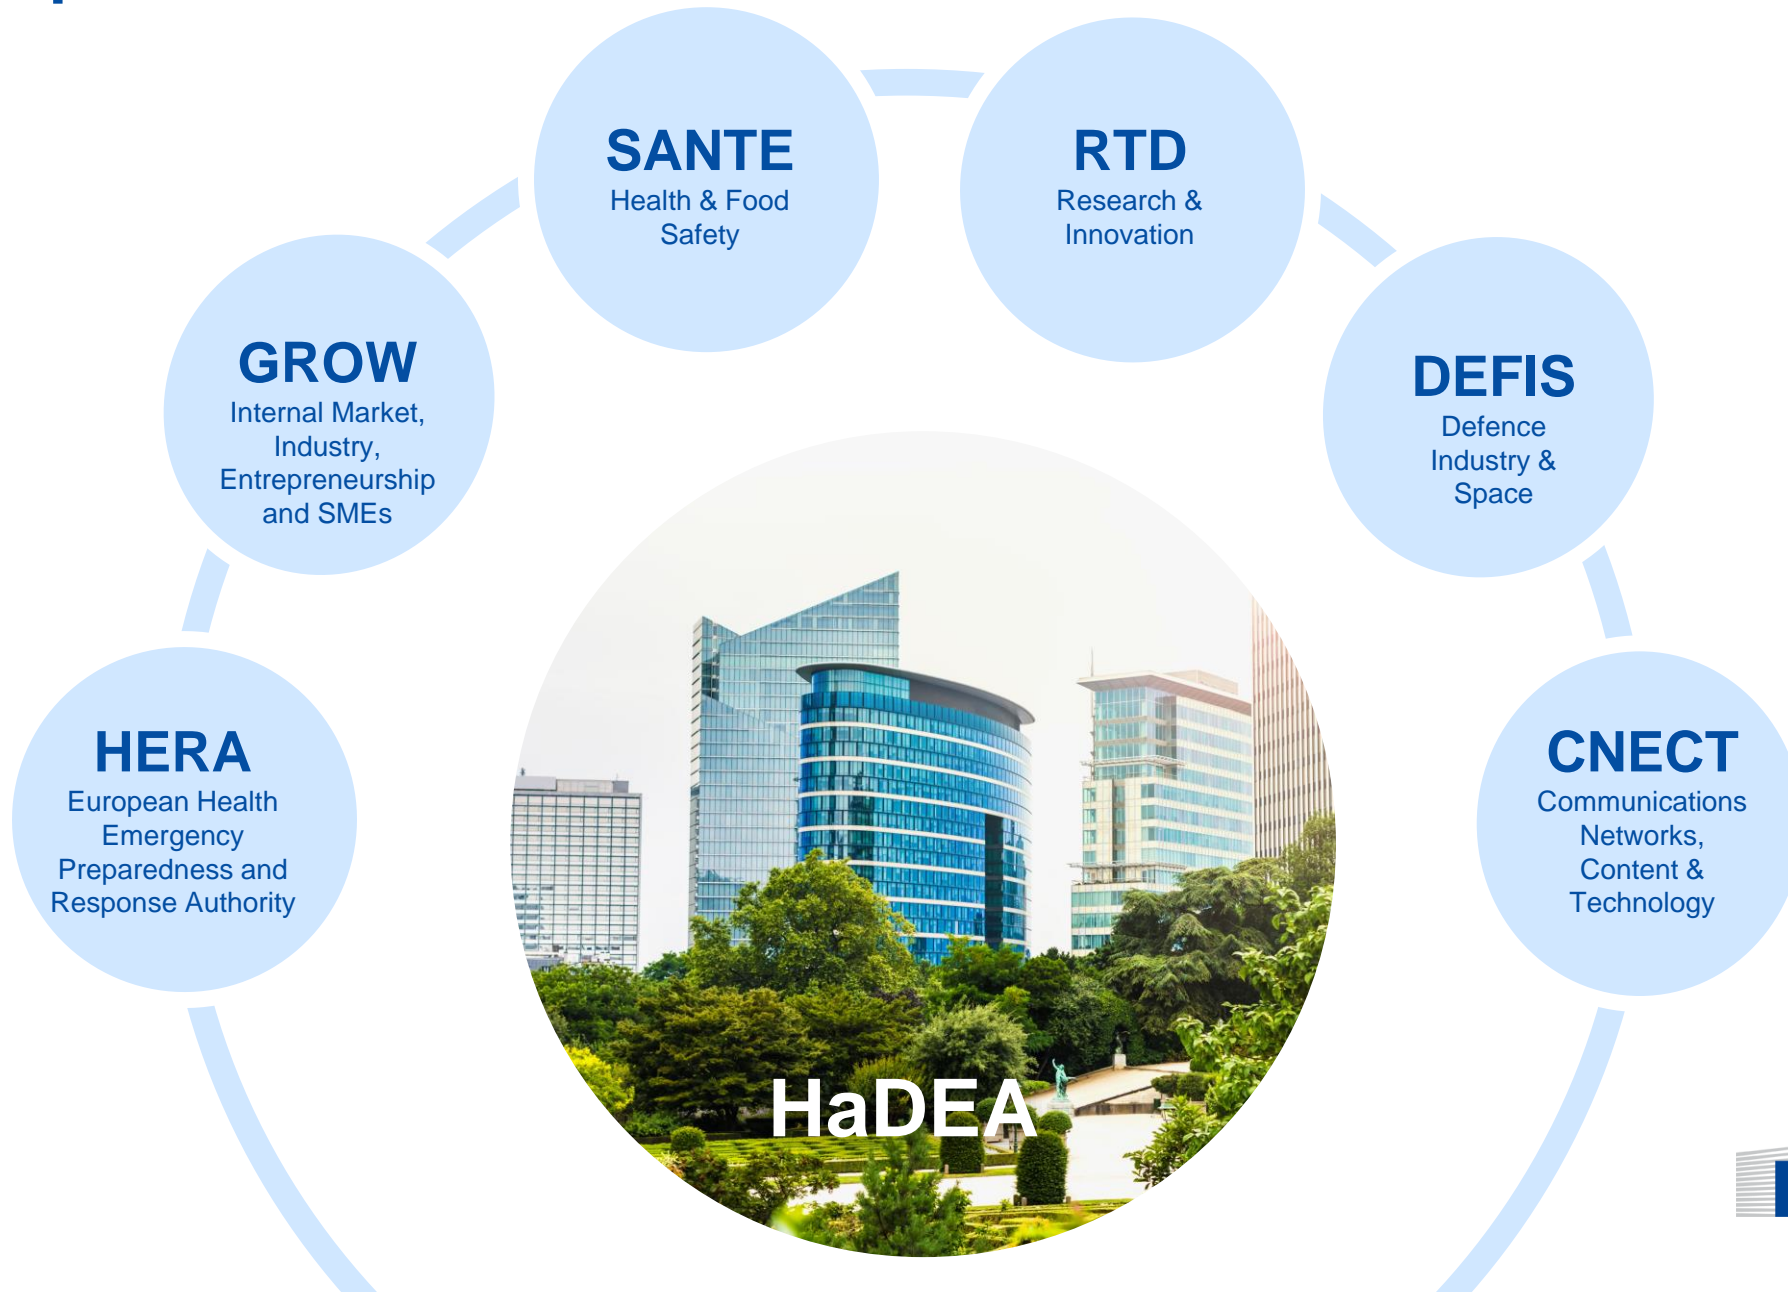 SANTE
Health & Food
Safety
RTD
Research &
Innovation
GROW
Internal Market,
Industry,
Entrepreneurship
and SMEs
DEFIS
Defence
Industry &
Space
HERA
European Health
Emergency
Preparedness and
Response Authority
CNECT
Communications
Networks,
Content &
Technology
HaDEA